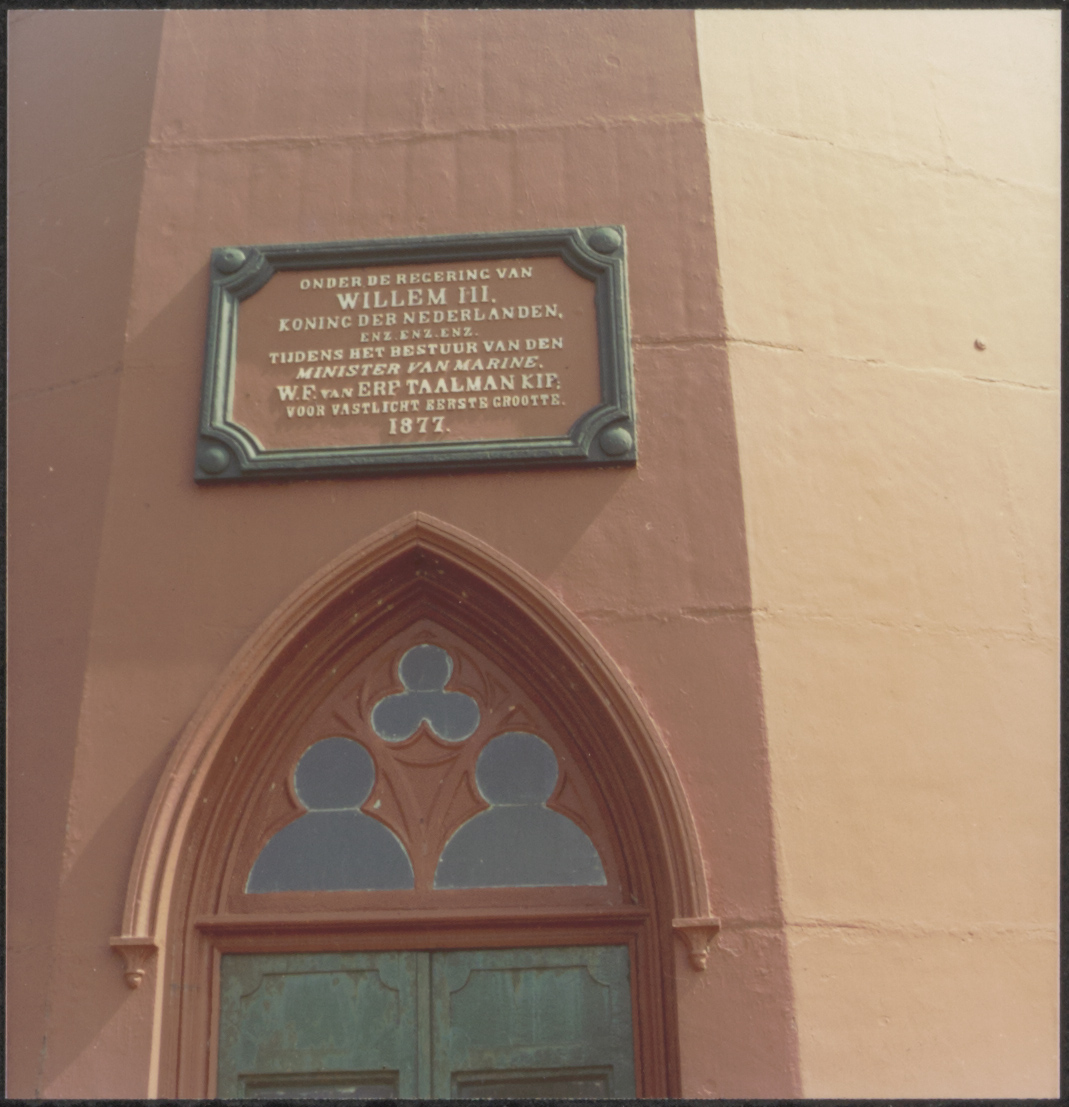 ONDER DE REGERING VAN
WILLEM III.
KONING DER NEDERLANDEN,
ENZ. ENZ. ENZ.
TIJDENS HET BESTUUR VAN DEN
MINISTER VAN MARINE.
W.F. VAN ERP TAALMAN KIP;
VOOR VASTLICHT EERSTE GROOTTE.
1877.